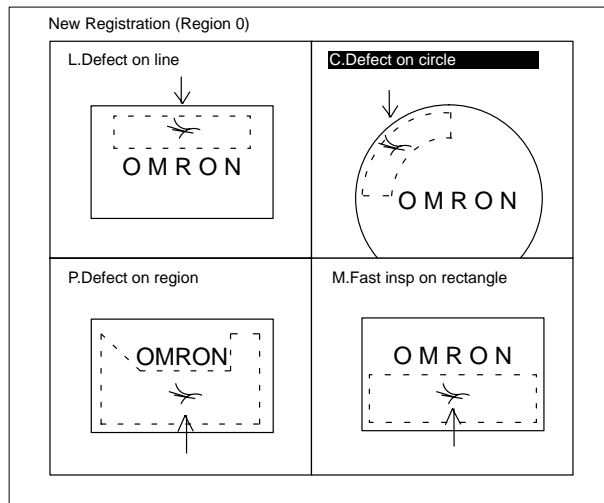 New Registration (Region 0)
L.Defect on line
OMRON
C.Defect on circle
OMRON
P.Defect on region
OMRON
M.Fast insp on rectangle
OMRON